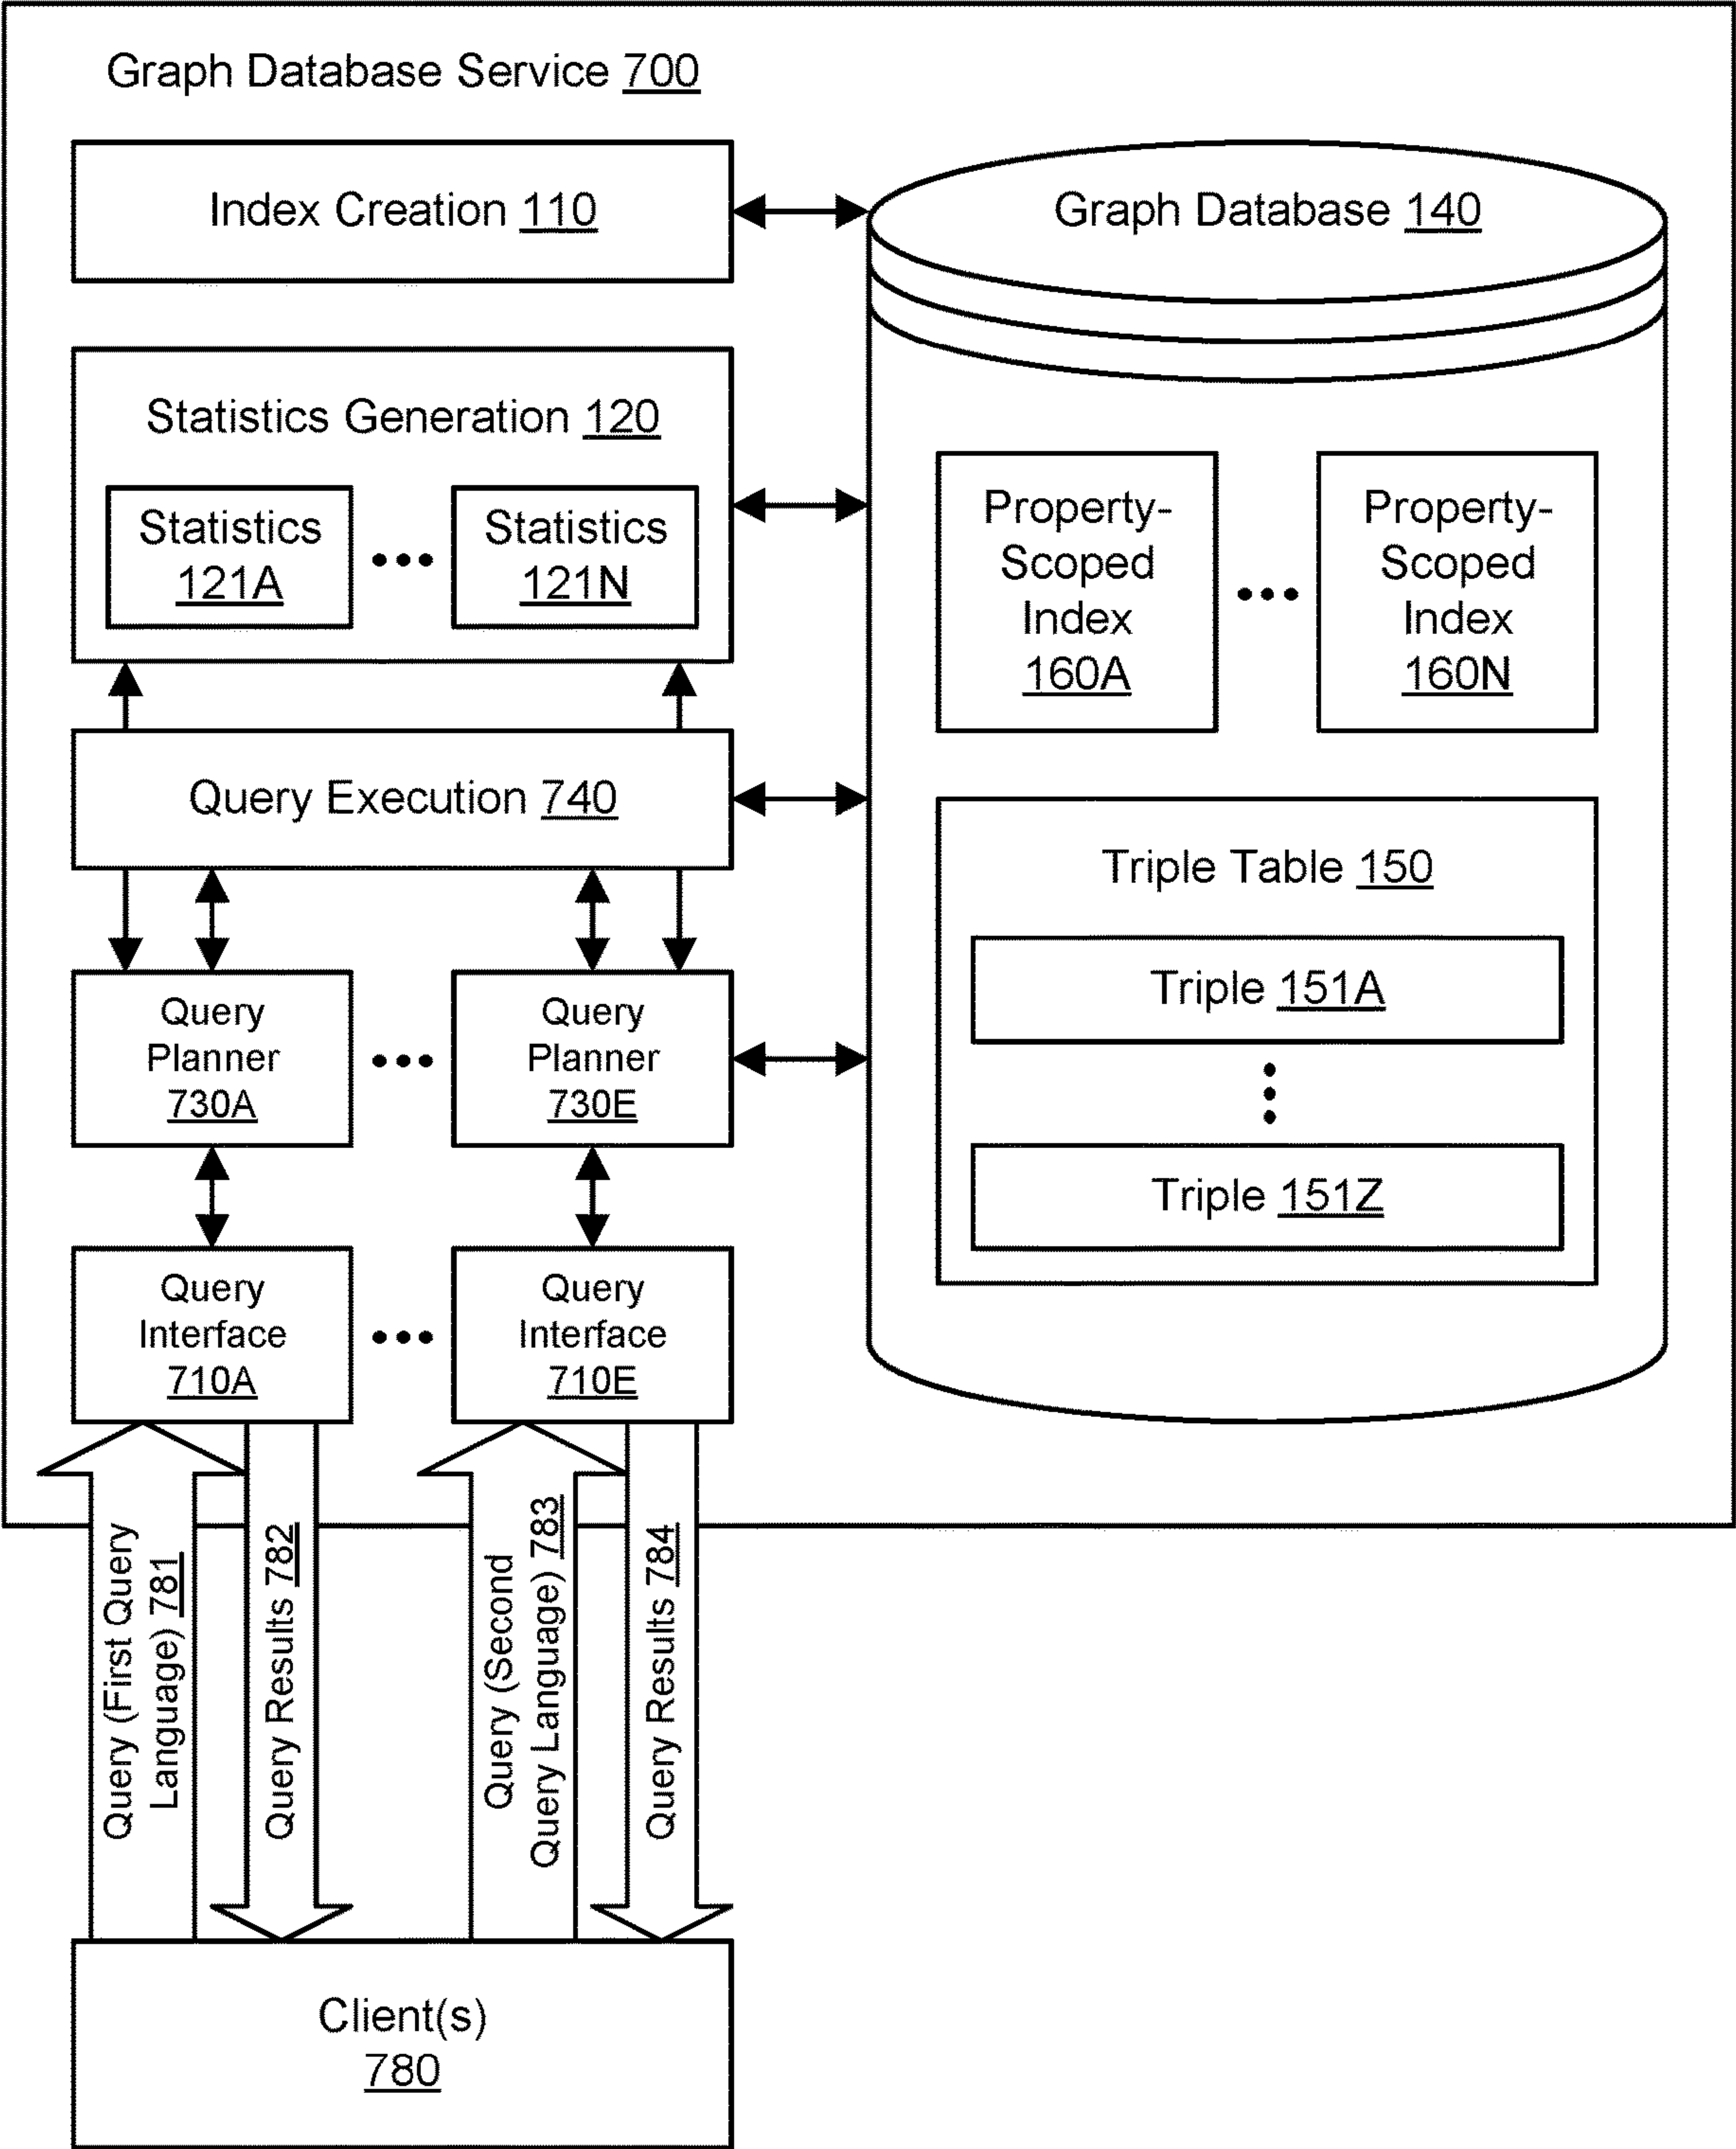 Graph Database Service 700
Index Creation 110
Graph Database 140
Statistics Generation 120
Statistics
121A
Statistics
121N
Property-
Scoped
Index
160A
Property-
Scoped
Index
160N
Query Execution 740
Triple Table 150
Triple 151A
Triple 151Z
Query
Planner
730A
Query
Planner
730E
Query
Interface
710A
Query
Interface
710E
Query (First Query
Language) 781
Query Results 782
Query (Second
Query Language) 783
Query Results 784
Client(s)
780